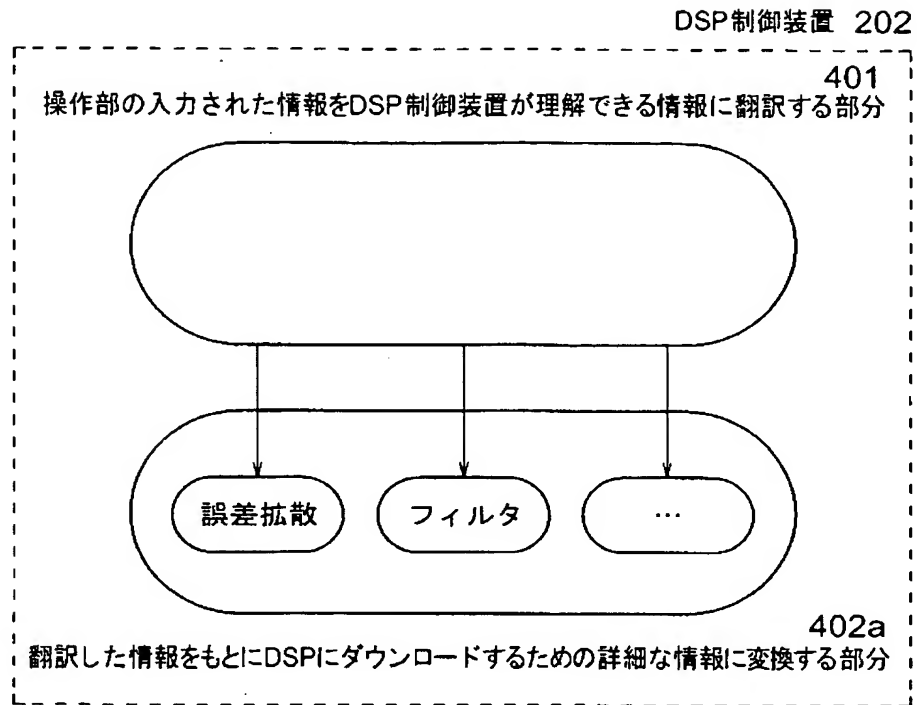 DSP制御装置 202
401
操作部の入力された情報をDSP制御装置が理解できる情報に翻訳する部分
誤差拡散 フィルタ …
402a
翻訳した情報をもとにDSPにダウンロードするための詳細な情報に変換する部分